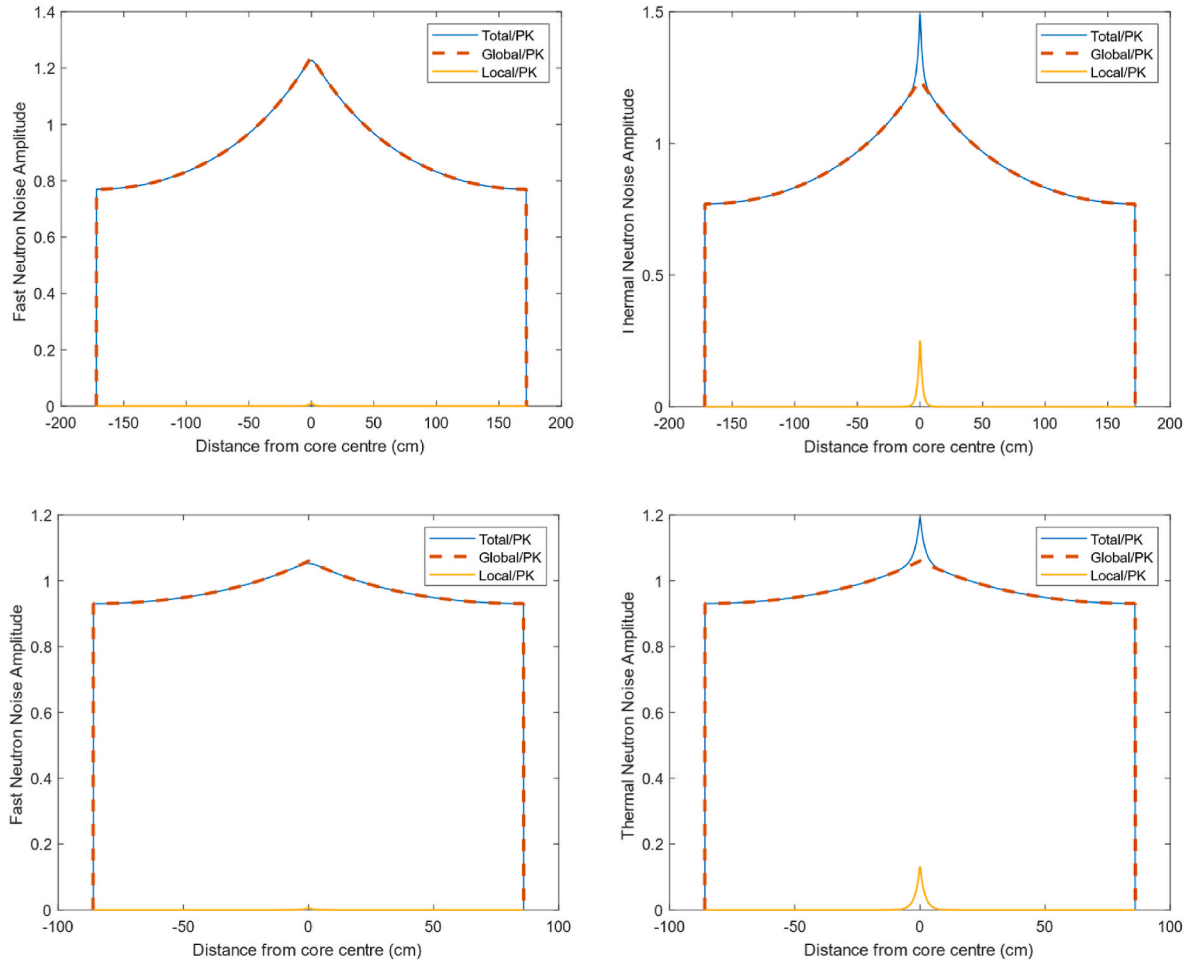 Fast Neutron Noise Amplitude
1.4
1.2
1
0.8
0.6
0.4
0.2
0
-200 -150 -100 -50 0 50 100 150 200
Distance from core centre (cm)
Total/PK
Global/PK
Local/PK
Thermal Neutron Noise Amplitude
1.5
1
0.5
0
-200 -150 -100 -50 0 50 100 150 200
Distance from core centre (cm)
Total/PK
Global/PK
Local/PK
Fast Neutron Noise Amplitude
1.2
1
0.8
0.6
0.4
0.2
0
-100 -50 0 50 100
Distance from core centre (cm)
Total/PK
Global/PK
Local/PK
Thermal Neutron Noise Amplitude
1.2
1
0.8
0.6
0.4
0.2
0
-100 -50 0 50 100
Distance from core centre (cm)
Total/PK
Global/PK
Local/PK